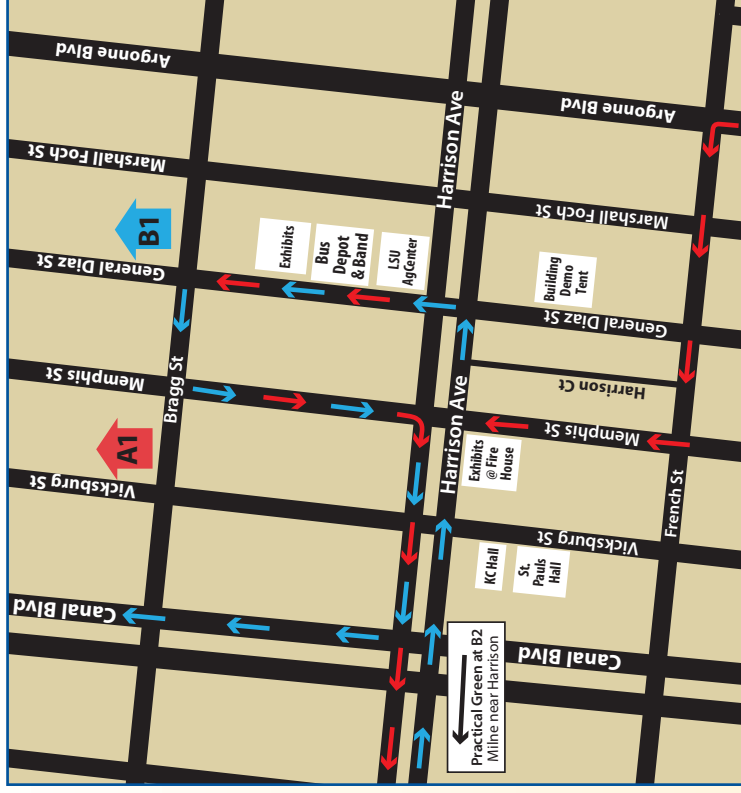 Argonne Blvd
Harrison Ave
Argonne Blvd
Marshall Foch St
Marshall Foch St
B1
Exhibits
Bus
Depot
& Band
LSU
AgCenter
General Diaz St
Building
Demo
Tent
General Diaz St
Harrison Ct
Memphis St
Bragg St
Harrison Ave
Memphis St
A1
Exhibits
@ Fire
House
Vicksburg St
French St
Vicksburg St
KC Hall
St.
Pauls
Hall
Canal Blvd
Canal Blvd
Practical Green at B2
Milne near Harrison